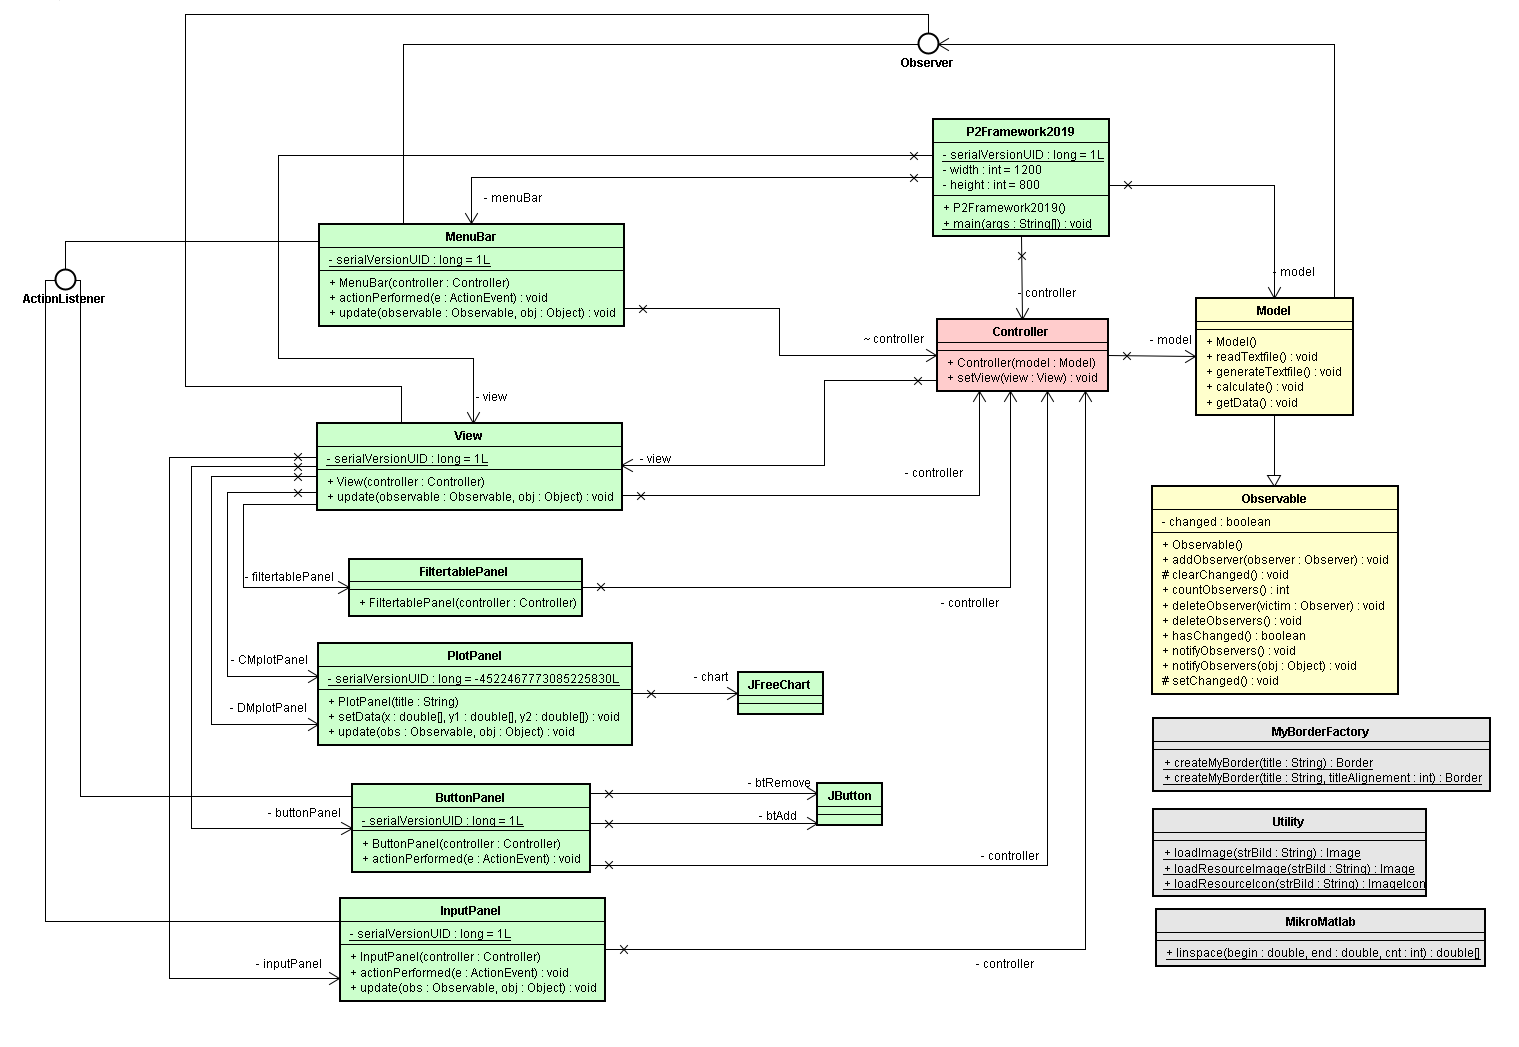 Observer
P2Framework2019
- serialVersionUID : long = 1L
- width : int = 1200
- height : int = 800
+ P2Framework2019()
+ main(args : String[]) : void
- menuBar
ActionListener
MenuBar
- serialVersionUID : long = 1L
+ MenuBar(controller : Controller)
+ actionPerformed(e : ActionEvent) : void
+ update(observable : Observable, obj : Object) : void
- model
- controller
~ controller
Controller
+ Controller(model : Model)
+ setView(view : View) : void
- model
Model
+ Model()
+ readTextfile() : void
+ generateTextfile() : void
+ calculate() : void
+ getData() : void
- view
View
- serialVersionUID : long = 1L
+ View(controller : Controller)
+ update(observable : Observable, obj : Object) : void
- view
- controller
Observable
- changed : boolean
+ Observable()
+ addObserver(observer : Observer) : void
# clearChanged() : void
+ countObservers() : int
+ deleteObserver(victim : Observer) : void
+ deleteObservers() : void
+ hasChanged() : boolean
+ notifyObservers() : void
+ notifyObservers(obj : Object) : void
# setChanged() : void
- filtertablePanel
FiltertablePanel
+ FiltertablePanel(controller : Controller)
- controller
- CMplotPanel
- DMplotPanel
PlotPanel
- serialVersionUID : long = -4522467773085225830L
+ PlotPanel(title : String)
+ setData(x : double[], y1 : double[], y2 : double[]) : void
+ update(obs : Observable, obj : Object) : void
- chart
JFreeChart
MyBorderFactory
+ createMyBorder(title : String) : Border
+ createMyBorder(title : String, titleAlignement : int) : Border
- buttonPanel
ButtonPanel
- serialVersionUID : long = 1L
+ ButtonPanel(controller : Controller)
+ actionPerformed(e : ActionEvent) : void
- btRemove
- btAdd
JButton
- controller
Utility
+ loadImage(strBild : String) : Image
+ loadResourceImage(strBild : String) : Image
+ loadResourceIcon(strBild : String) : ImageIcon
- inputPanel
InputPanel
- serialVersionUID : long = 1L
+ InputPanel(controller : Controller)
+ actionPerformed(e : ActionEvent) : void
+ update(obs : Observable, obj : Object) : void
- controller
MikroMatlab
+ linspace(begin : double, end : double, cnt : int) : double[]